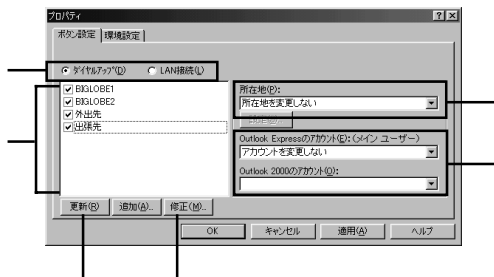 プロパティ
ボタン設定 環境設定
ダイヤルアップ(D) LAN接続(L)
BIGLOBE1
BIGLOBE2
外出先
出張先
所在地(P):
所在地を変更しない
Outlook Expressのアカウント(E): (メイン ユーザー)
アカウントを変更しない
Outlook 2000のアカウント(O):
更新(R) 追加(A)... 修正(M)...
OK キャンセル 適用(A) ヘルプ